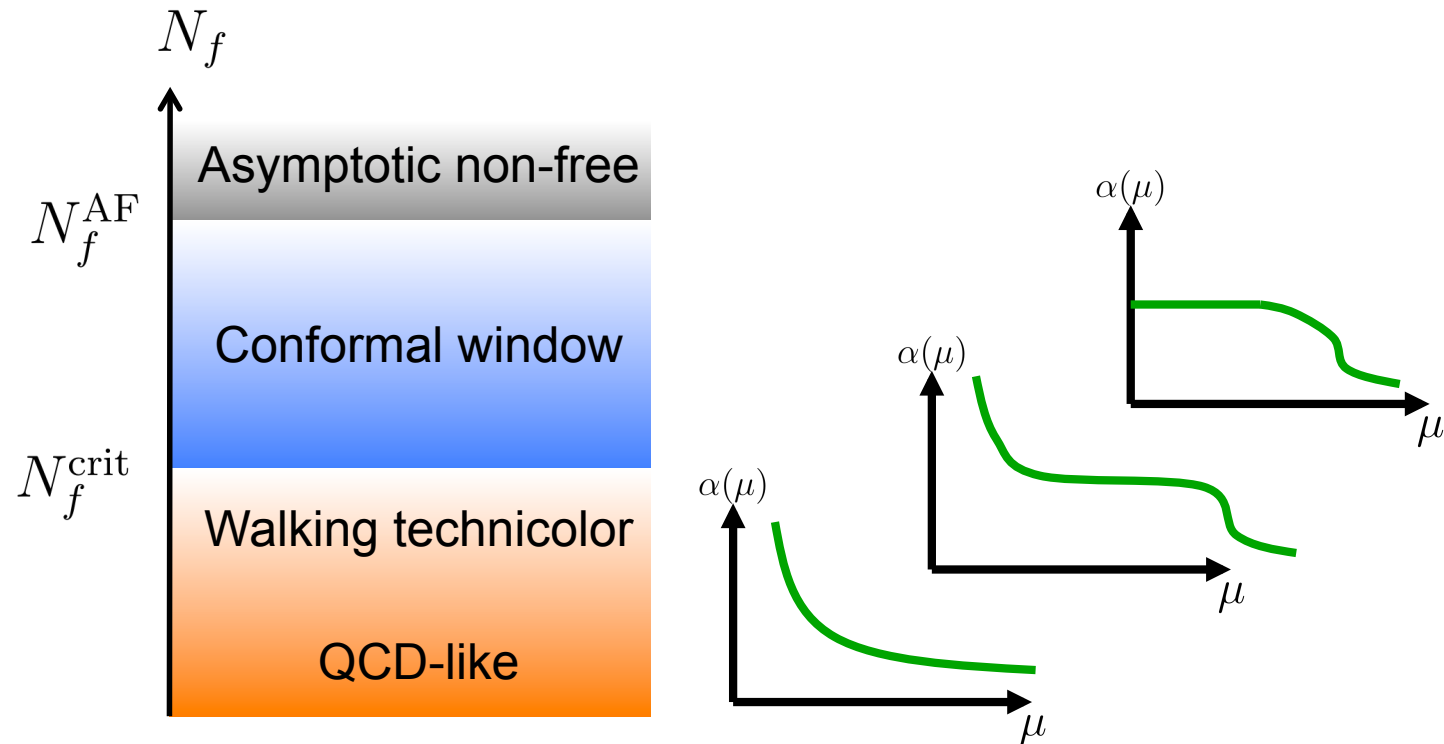 N_f
Asymptotic non-free
N_f^AF
Conformal window
N_f^crit
Walking technicolor
QCD-like
α(μ)
μ
α(μ)
μ
α(μ)
μ